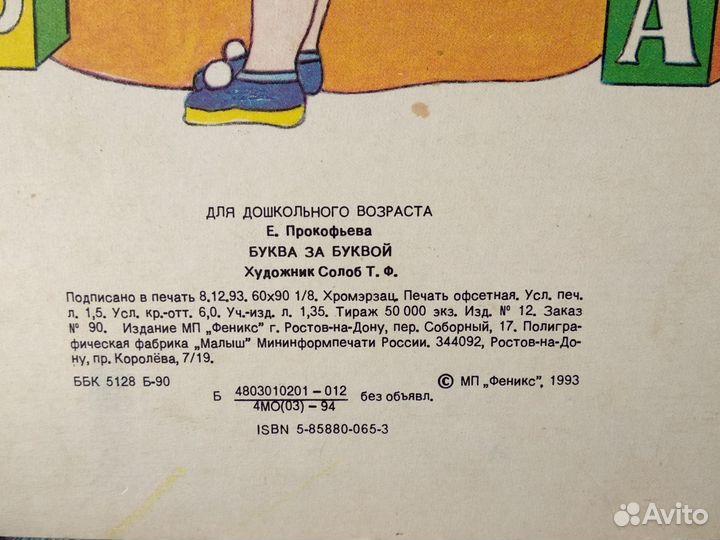 А
ДЛЯ ДОШКОЛЬНОГО ВОЗРАСТА
Е. Прокофьева
БУКВА ЗА БУКВОЙ
Художник Солоб Т. Ф.
Подписано в печать 8.12.93. 60х90 1/8. Хромэрзац. Печать офсетная. Усл. печ.
л. 1,5. Усл. кр.-отт. 6,0. Уч.-изд. л. 1,35. Тираж 50 000 экз. Изд. № 12. Заказ
№ 90. Издание МП „Феникс" г. Ростов-на-Дону, пер. Соборный, 17. Полигра-
фическая фабрика „Малыш" Мининформпечати России. 344092, Ростов-на-До-
ну, пр. Королёва, 7/19.
ББК 5128 Б-90
Б 4803010201-012 без объявл.
4МО(03)-94
© МП „Феникс", 1993
ISBN 5-85880-065-3
Avito